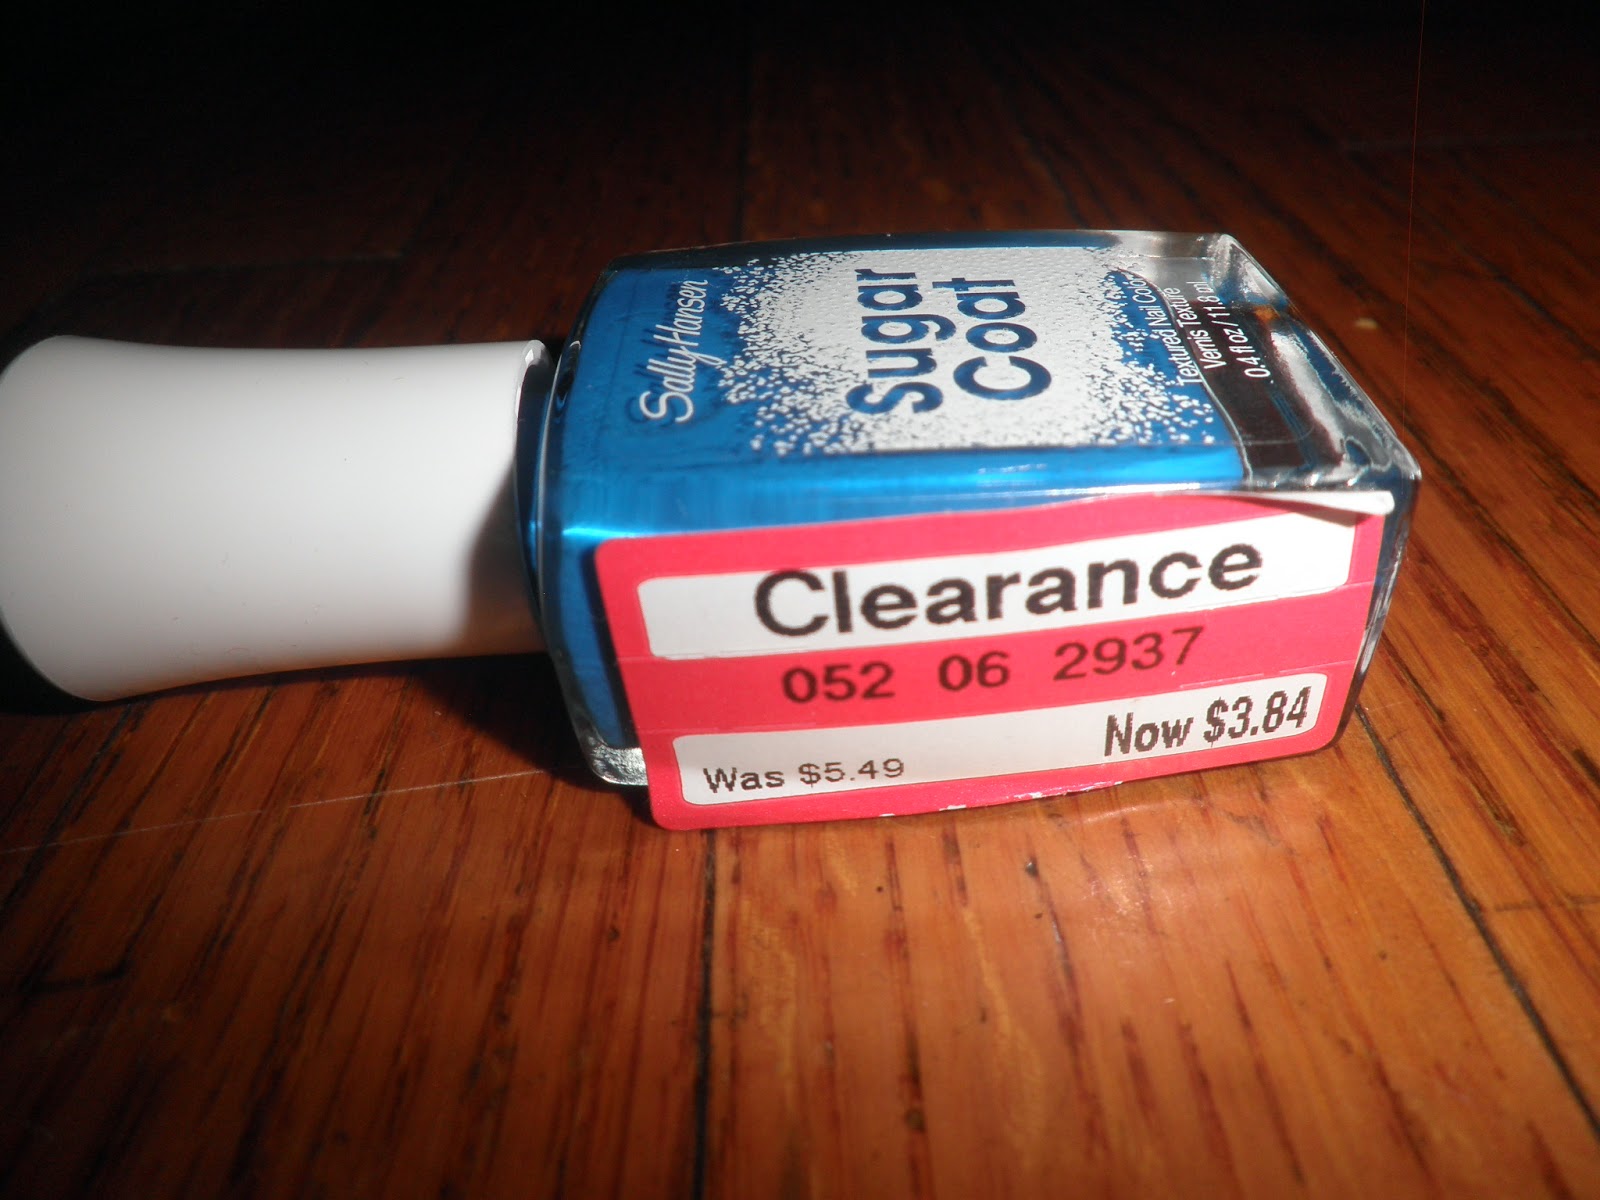 Sally Hansen
Sugar
Coat
Textured Nail Color
Vernis Texture
0.4 fl oz / 11.8 ml
Clearance
052 06 2937
Was $5.49
Now $3.84